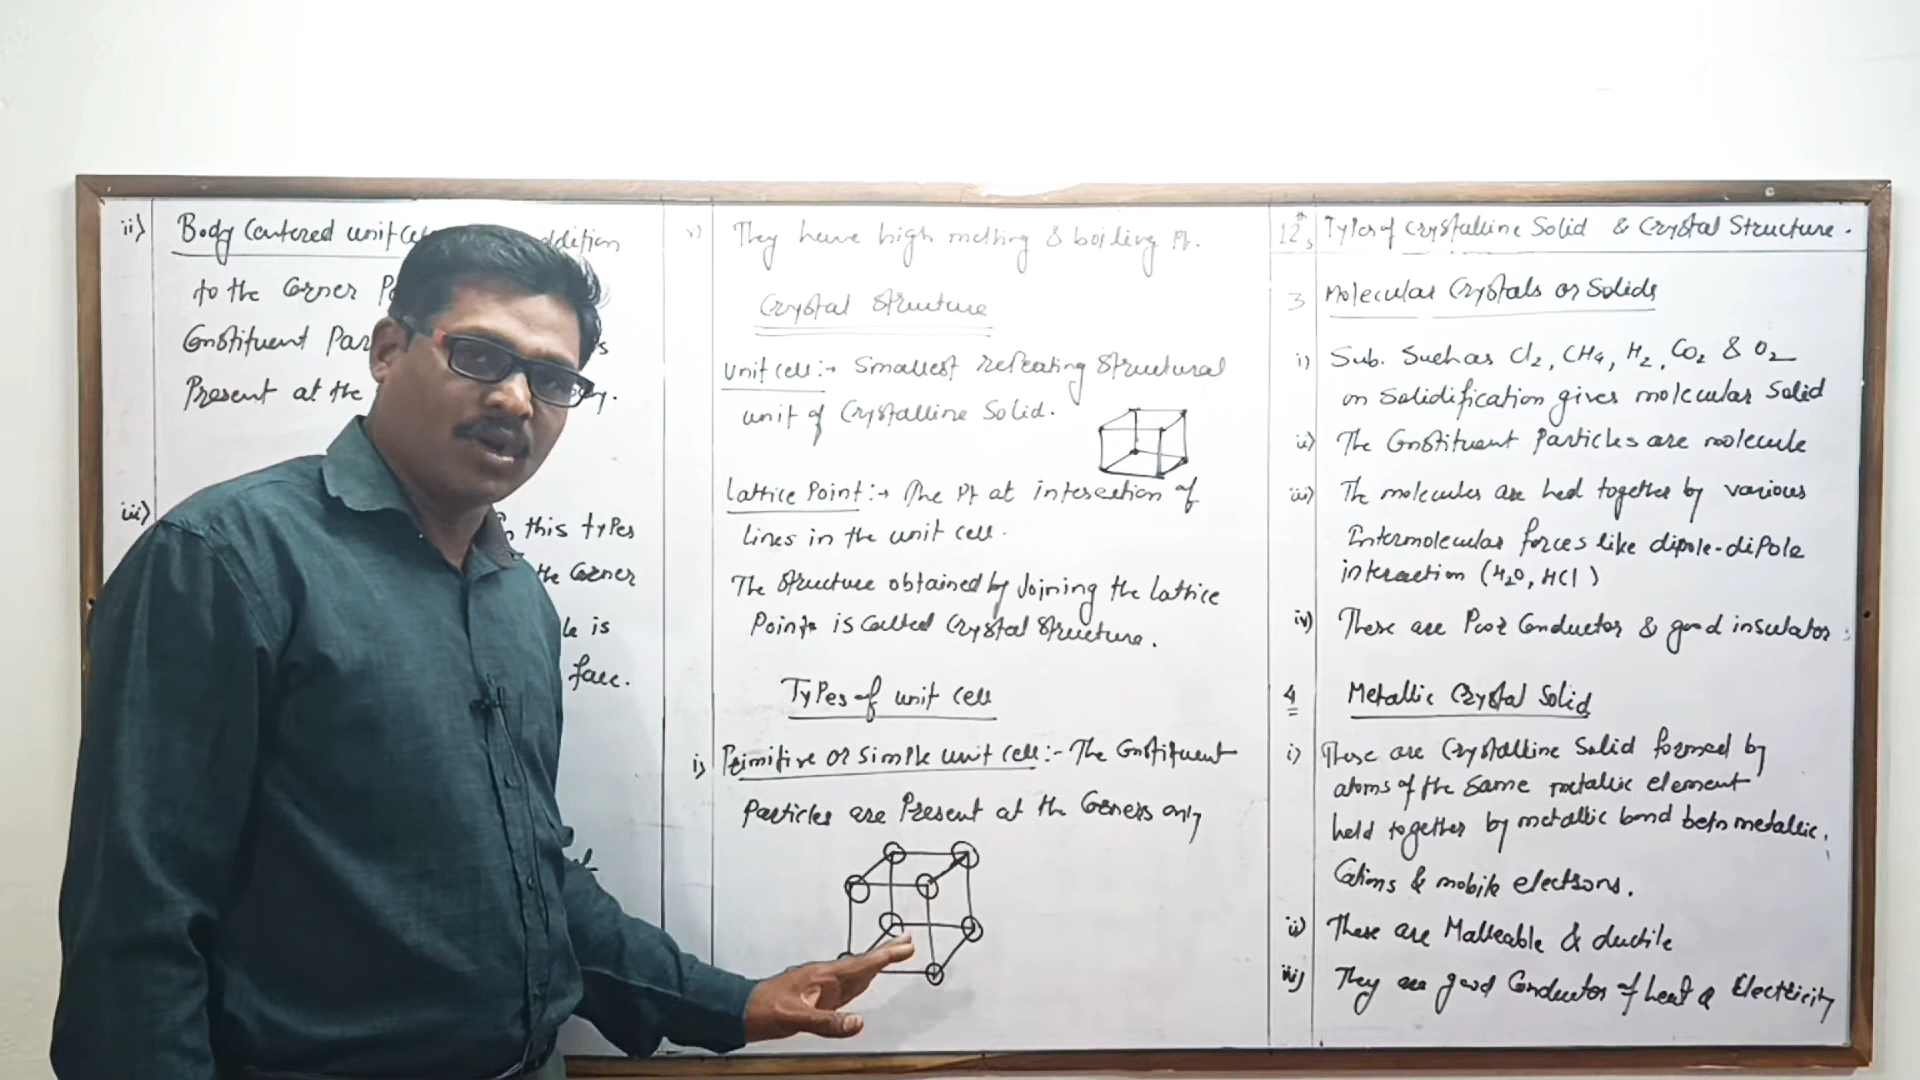 ii) Body Centered unit Ce ddition
to the Corner
Constituent Par s
Present at the
iii) this types
the Corner
le is
face.
v) They have high melting & boiling Pt.
Crystal Structure
Unit cell :→ Smallest repeating Structural
unit of Crystalline Solid.
Lattice Point :→ The Pt at intersection of
Lines in the unit cell.
The Structure obtained by Joining the Lattice
Points is Called Crystal Structure.
Types of unit cell
i) Primitive or Simple unit cell :- The Constituent
Particles are Present at the Corners only
12th s Types of Crystalline Solid & Crystal Structure.
3 Molecular Crystals or Solids
i) Sub. Such as Cl2, CH4, H2, CO2 & O2
on Solidification gives molecular Solid
ii) The Constituent Particles are molecule
iii) The molecules are hed together by various
Intermolecular forces like dipole-dipole
interaction (H2O, HCl)
iv) These are Poor Conductor & good insulator
4 Metallic Crystal Solid
i) These are Crystalline Solid formed by
atoms of the Same metallic element
held together by metallic bond betn metallic
Cations & mobile electrons.
ii) These are Malleable & ductile
iii) They are good Conductor of heat & Electricity